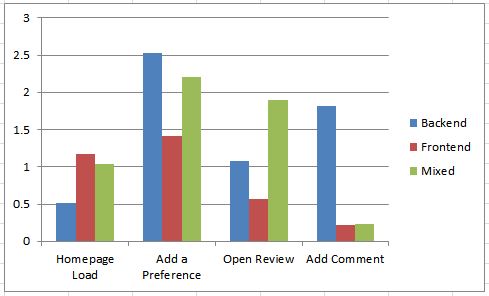 3
2.5
2
1.5
1
0.5
0
Homepage
Load
Add a
Preference
Open Review
Add Comment
Backend
Frontend
Mixed